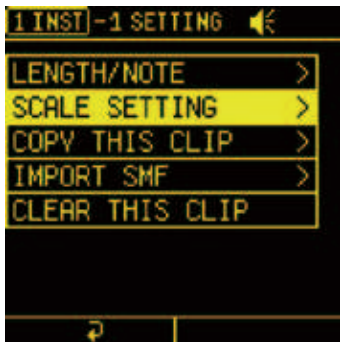 1 INST -1 SETTING
LENGTH/NOTE >
SCALE SETTING >
COPY THIS CLIP >
IMPORT SMF >
CLEAR THIS CLIP